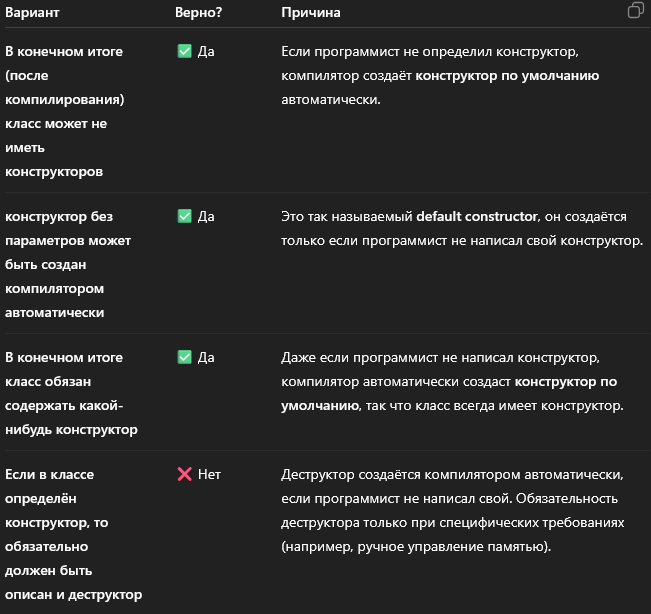 Вариант Верно? Причина
В конечном итоге ✅ Да Если программист не определил конструктор,
(после компилятор создаёт конструктор по умолчанию
компилирования) автоматически.
класс может не
иметь
конструкторов
конструктор без ✅ Да Это так называемый default constructor, он создаётся
параметров может только если программист не написал свой конструктор.
быть создан
компилятором
автоматически
В конечном итоге ✅ Да Даже если программист не написал конструктор,
класс обязан компилятор автоматически создаст конструктор по
содержать какой- умолчанию, так что класс всегда имеет конструктор.
нибудь конструктор
Если в классе ❌ Нет Деструктор создаётся компилятором автоматически,
определён если программист не написал свой. Обязательность
конструктор, то деструктора только при специфических требованиях
обязательно (например, ручное управление памятью).
должен быть
описан и деструктор